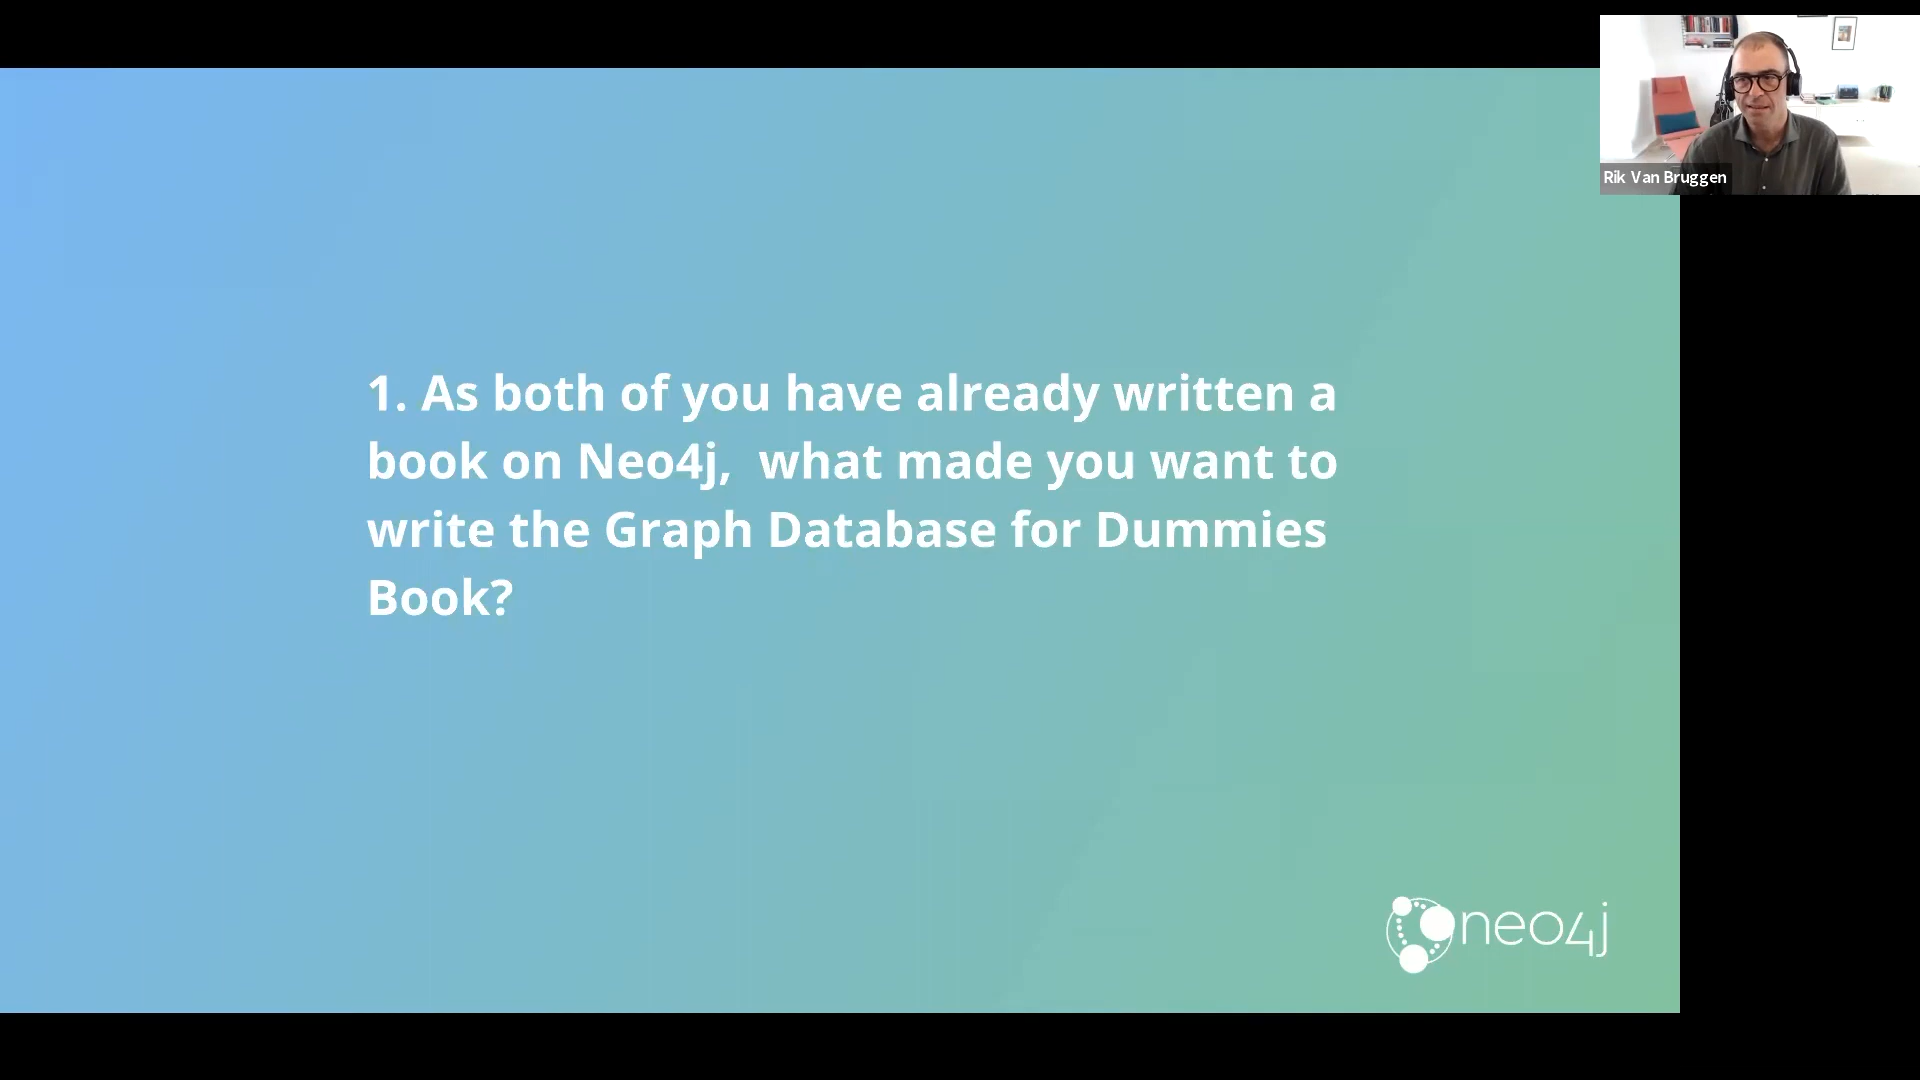 Rik Van Bruggen
1. As both of you have already written a
book on Neo4j,  what made you want to
write the Graph Database for Dummies
Book?
neo4j